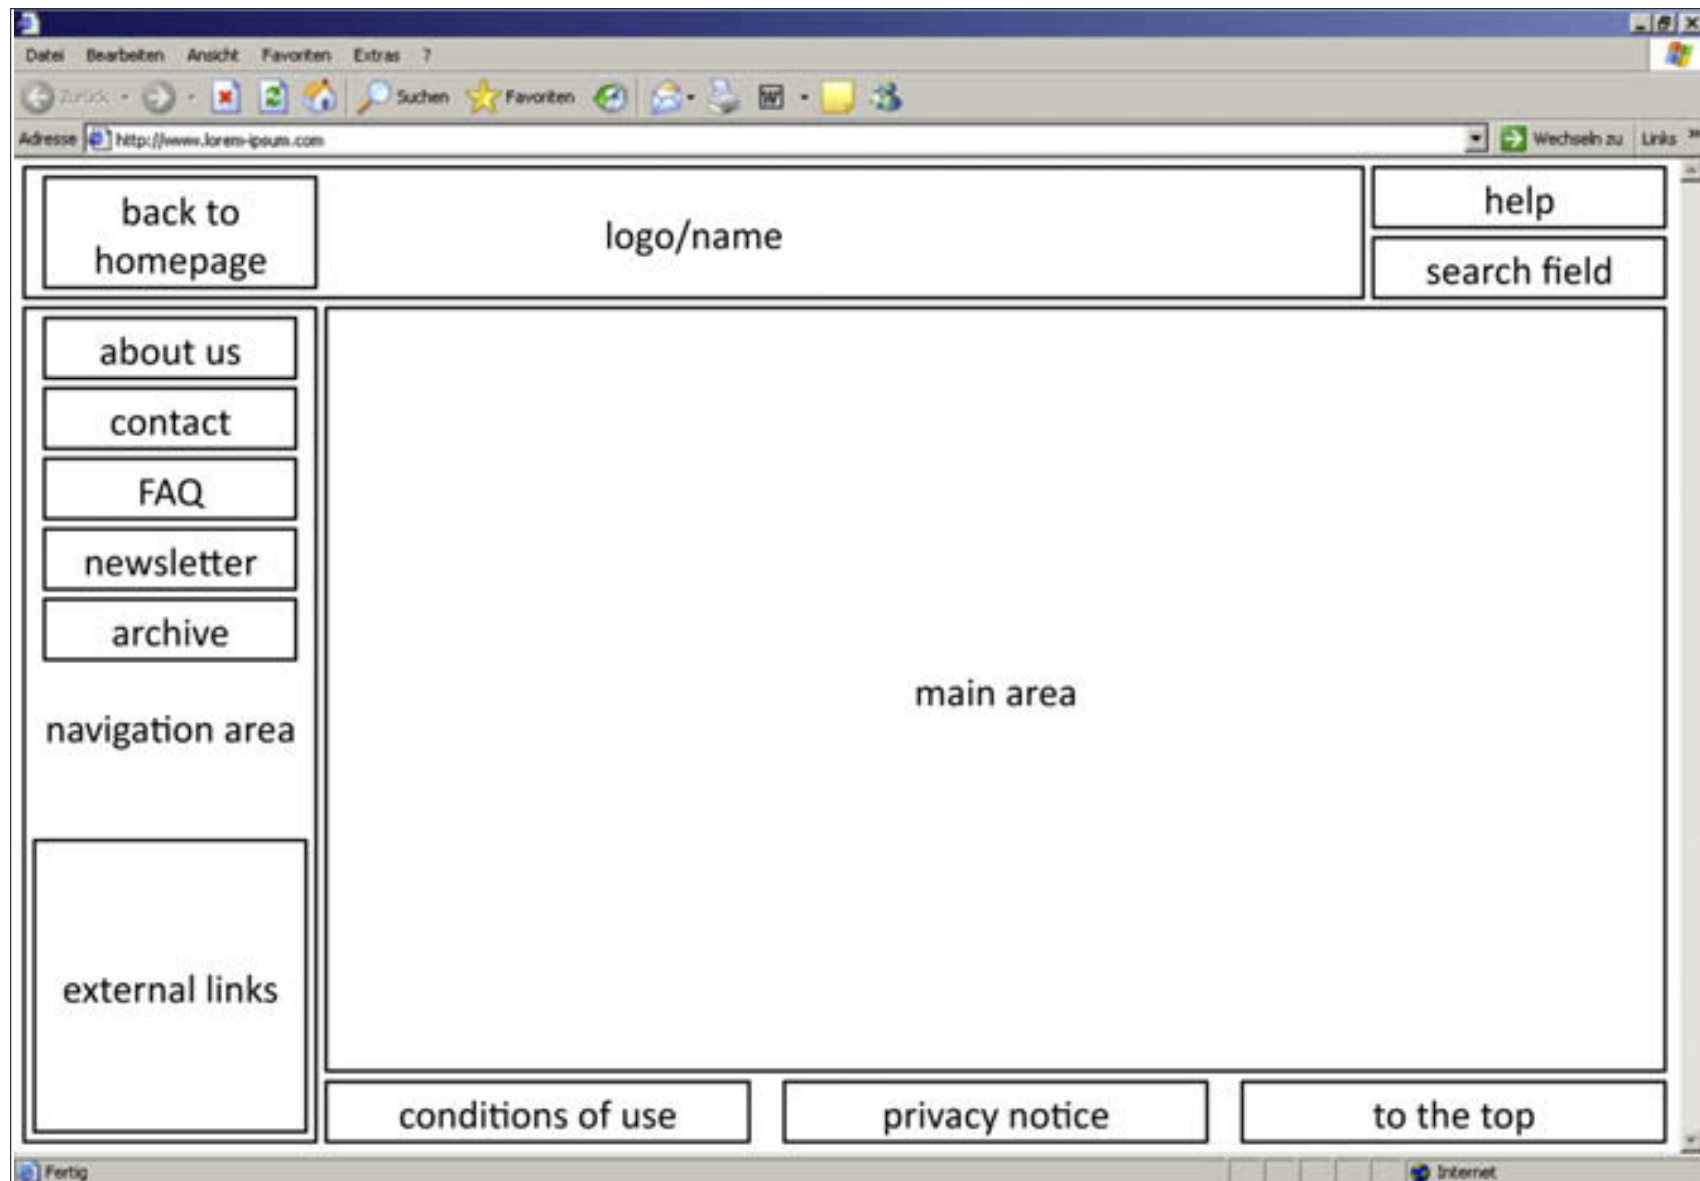 Datei Bearbeiten Ansicht Favoriten Extras ?
Zurück Suchen Favoriten W
Adresse http://www.lorem-ipsum.com Wechseln zu Links »
back to
homepage
logo/name
help
search field
about us
contact
FAQ
newsletter
archive
navigation area
external links
main area
conditions of use
privacy notice
to the top
Fertig Internet